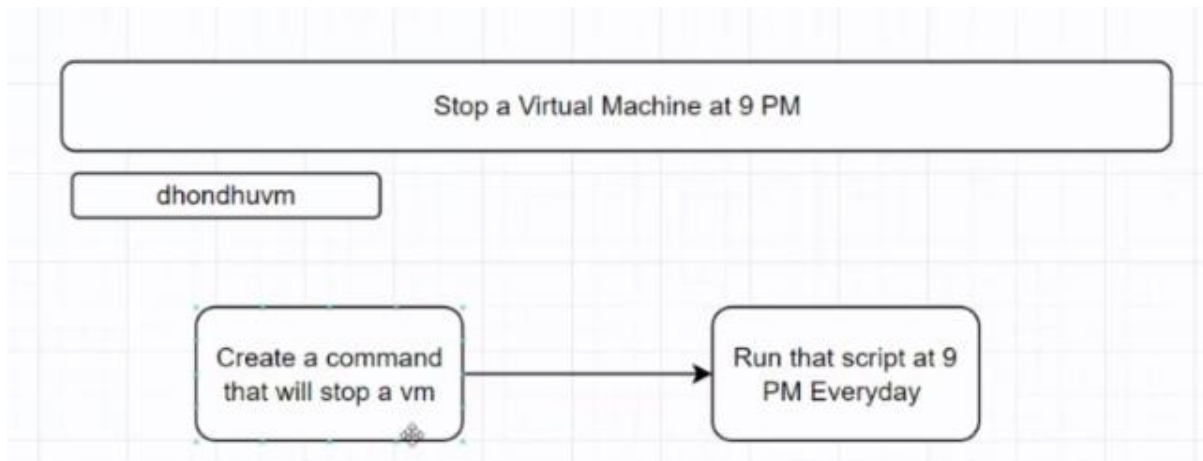 Stop a Virtual Machine at 9 PM
dhondhuvm
Create a command
that will stop a vm
Run that script at 9
PM Everyday